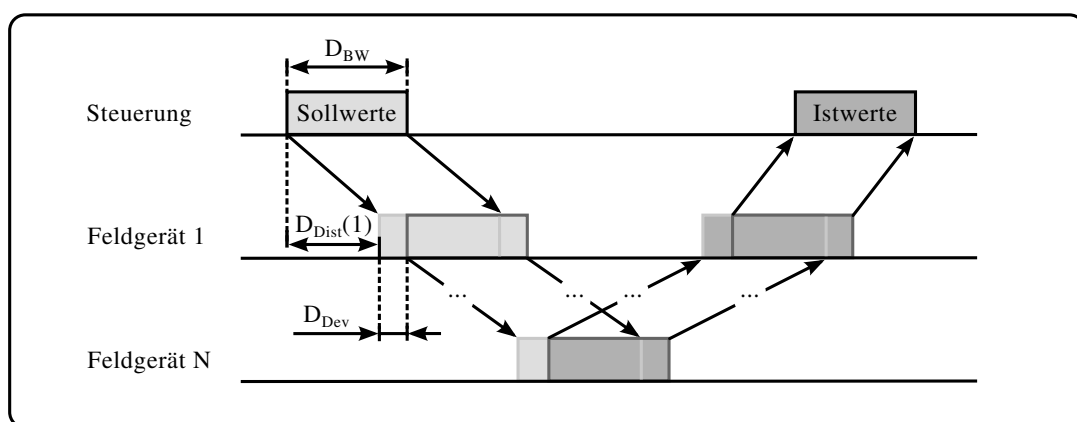 D_BW
Steuerung
Sollwerte
Istwerte
D_Dist(1)
Feldgerät 1
... ... ... ...
D_Dev
Feldgerät N